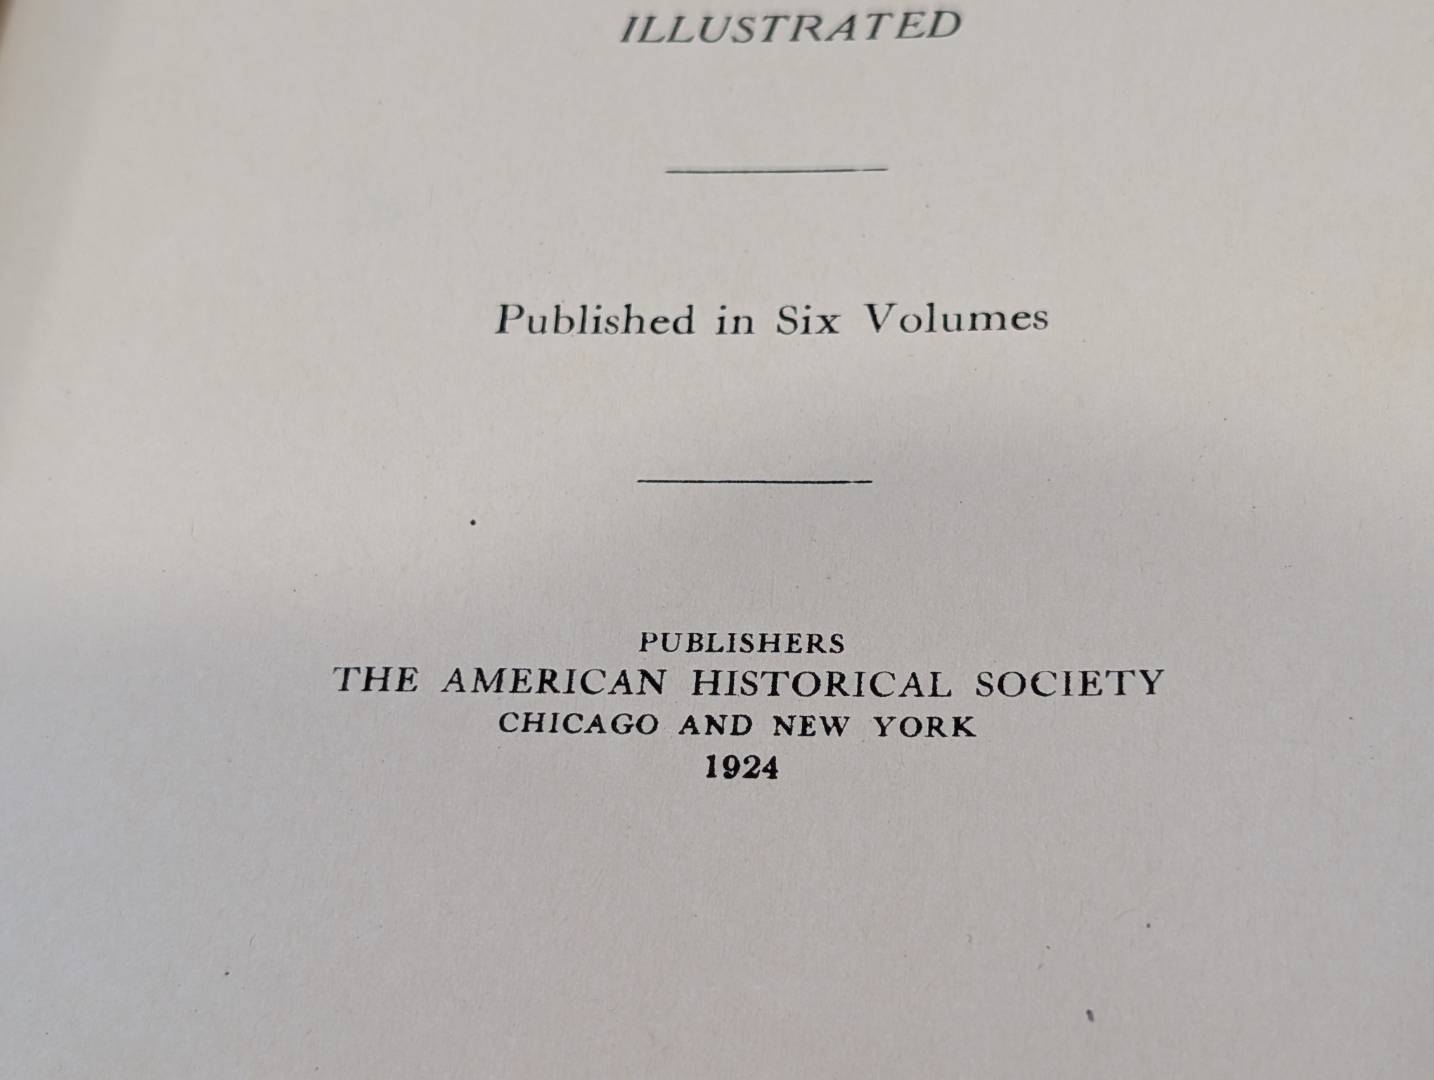 ILLUSTRATED
Published in Six Volumes
PUBLISHERS
THE AMERICAN HISTORICAL SOCIETY
CHICAGO AND NEW YORK
1924